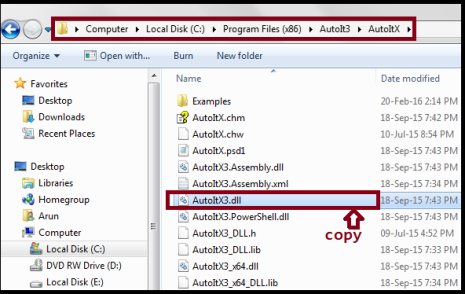 Computer ▸ Local Disk (C:) ▸ Program Files (x86) ▸ AutoIt3 ▸ AutoItX ▸
Organize ▾ Open with... Burn New folder
Favorites
Desktop
Downloads
Recent Places
Desktop
Libraries
Homegroup
Arun
Computer
Local Disk (C:)
DVD RW Drive (D:)
Local Disk (E:)
Name Date modified
Examples 20-Feb-16 2:14 PM
AutoItX.chm 18-Sep-15 7:42 PM
AutoItX.chw 10-Jul-15 8:54 PM
AutoItX.psd1 18-Sep-15 7:43 PM
AutoItX3.Assembly.dll 18-Sep-15 7:43 PM
AutoItX3.Assembly.xml 18-Sep-15 7:34 PM
AutoItX3.dll 18-Sep-15 7:43 PM
AutoItX3.PowerShell.dll 18-Sep-15 7:43 PM
AutoItX3_DLL.h 09-Jul-15 4:52 PM
copy
AutoItX3_DLL.lib 18-Sep-15 7:33 PM
AutoItX3_x64.dll 18-Sep-15 7:43 PM
AutoItX3_x64_DLL.lib 18-Sep-15 7:34 PM